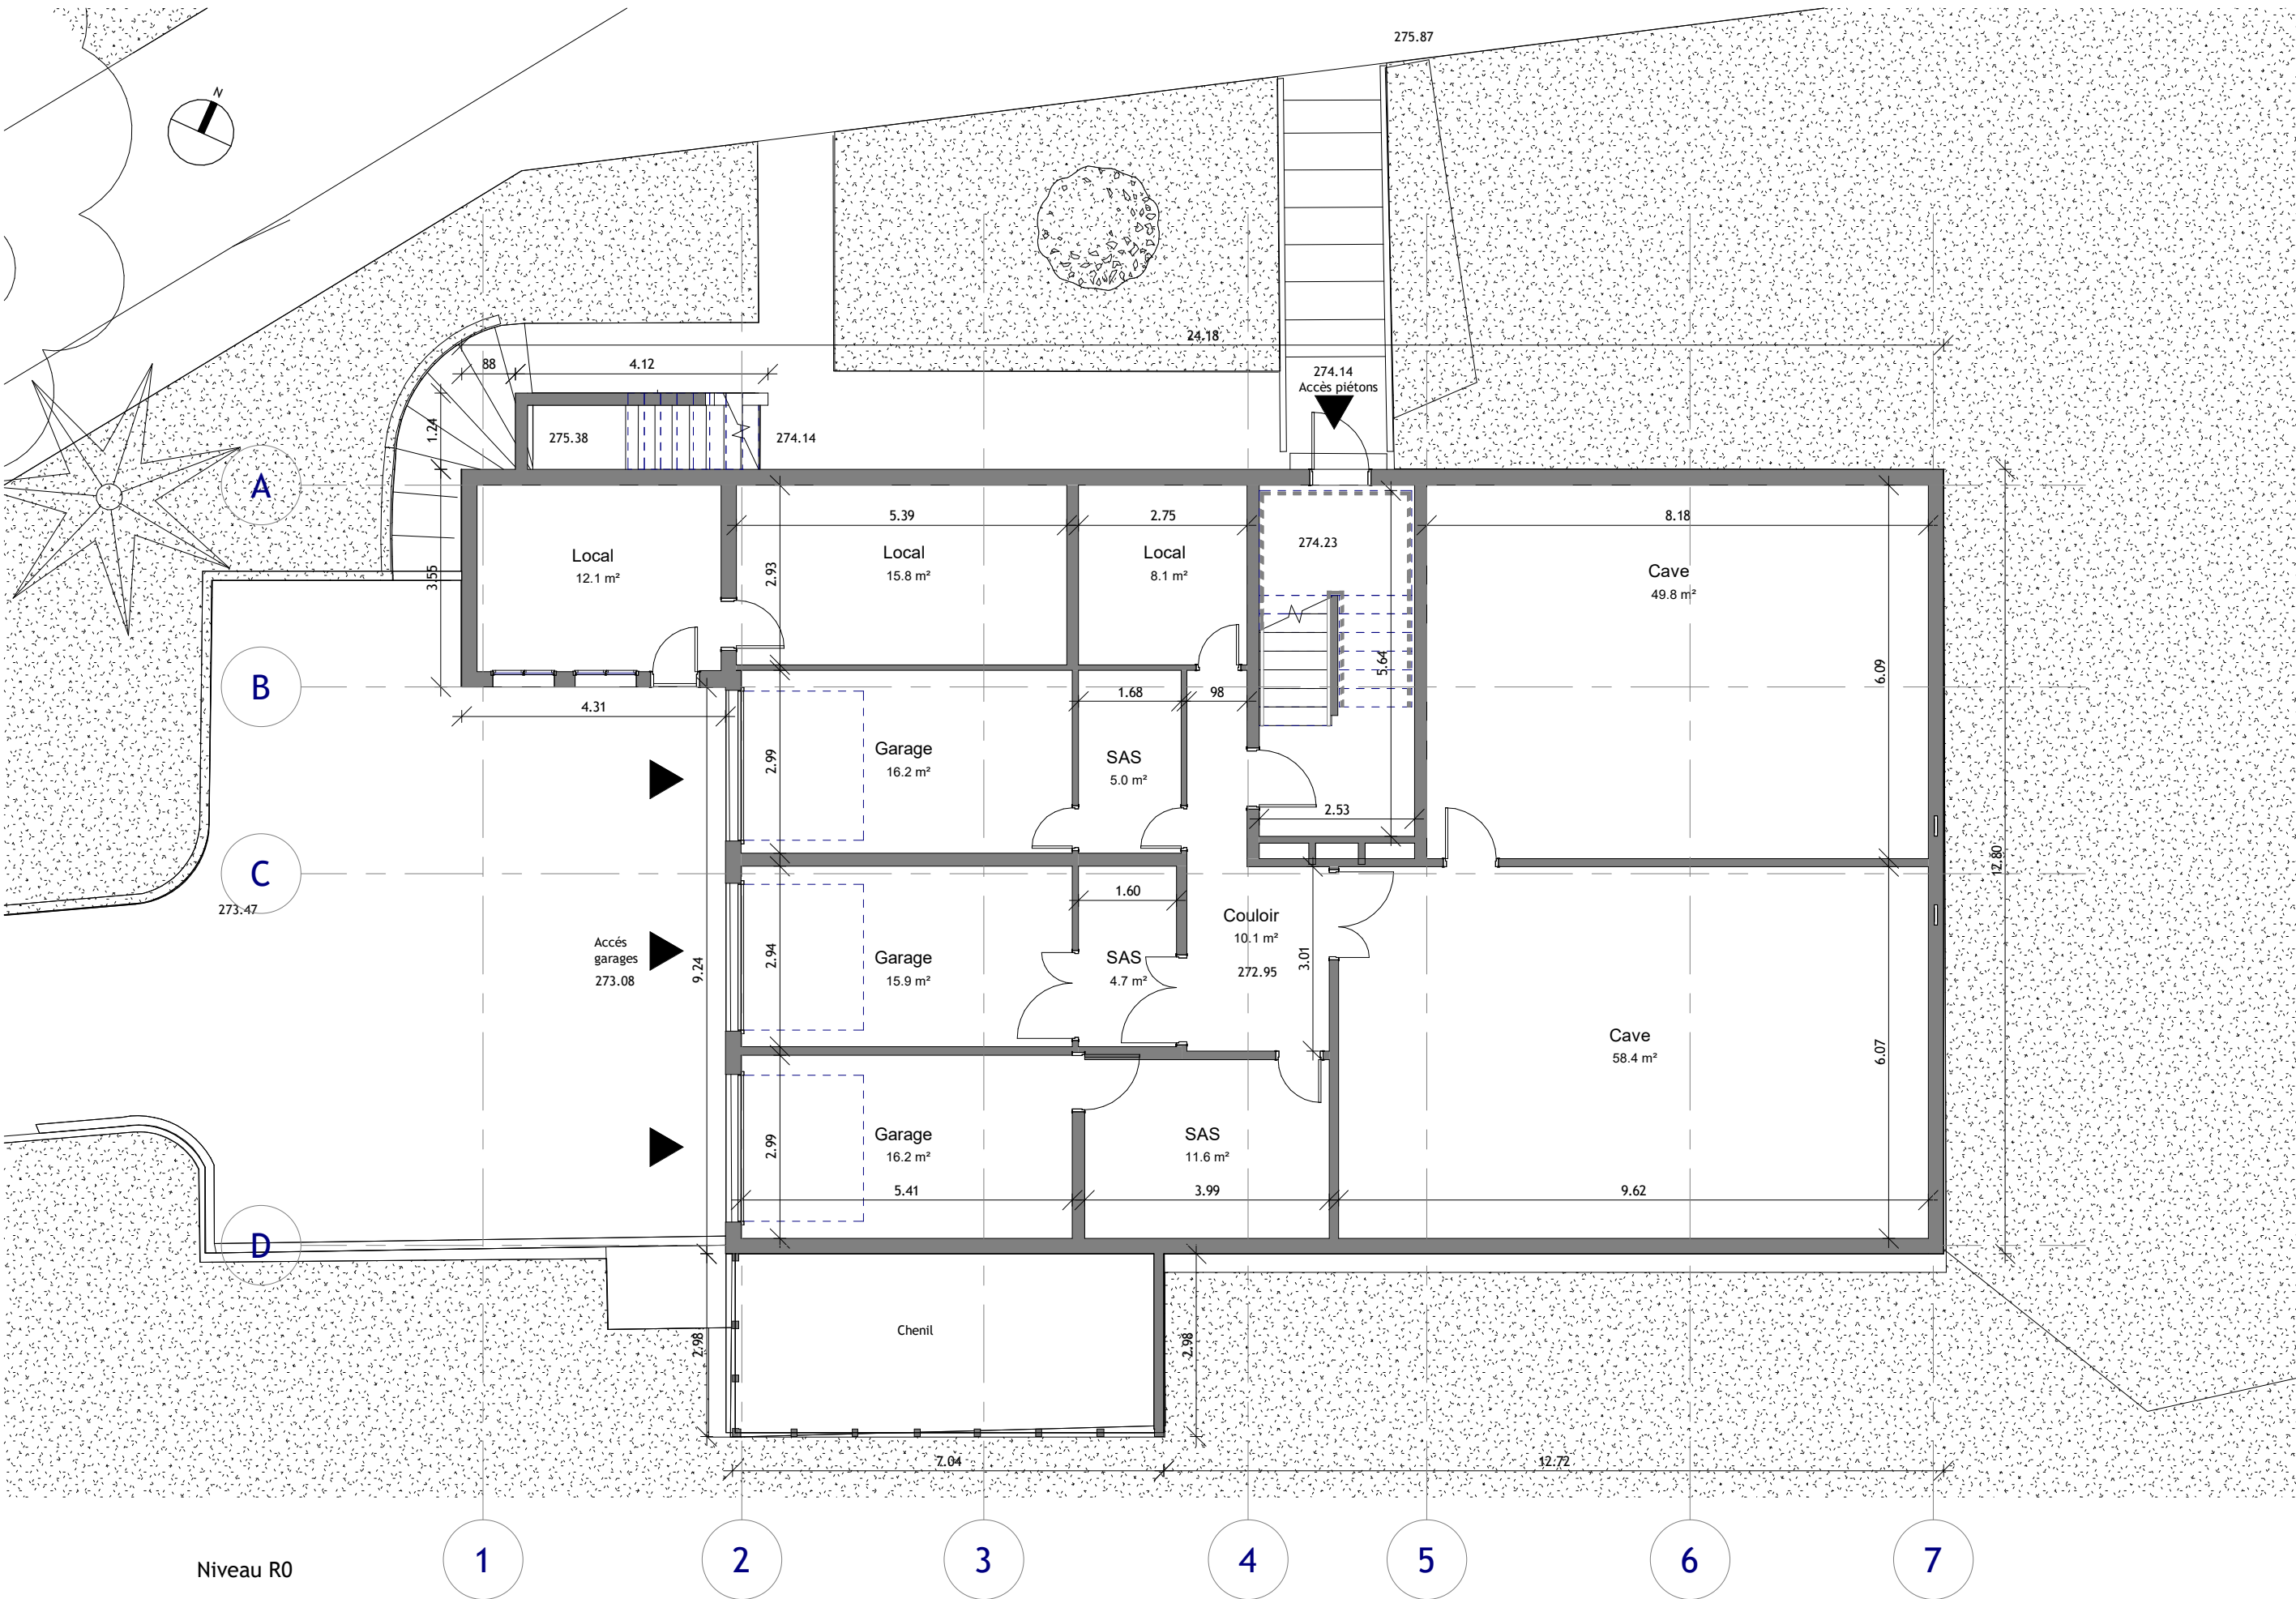 275.87
N
24.18
88
4.12
274.14
Accès piétons
1.24
275.38
274.14
A
5.39
2.75
8.18
274.23
Local
12.1 m²
Local
15.8 m²
Local
8.1 m²
Cave
49.8 m²
3.55
2.93
5.64
6.09
B
4.31
1.68
98
Garage
16.2 m²
2.99
SAS
5.0 m²
2.53
12.80
C
273.47
1.60
Couloir
10.1 m²
272.95
3.01
Accés
garages
273.08
9.24
2.94
Garage
15.9 m²
SAS
4.7 m²
Cave
58.4 m²
6.07
Garage
16.2 m²
2.99
SAS
11.6 m²
5.41
3.99
9.62
D
Chenil
2.98
2.98
7.04
12.72
1
2
3
4
5
6
7
Niveau R0